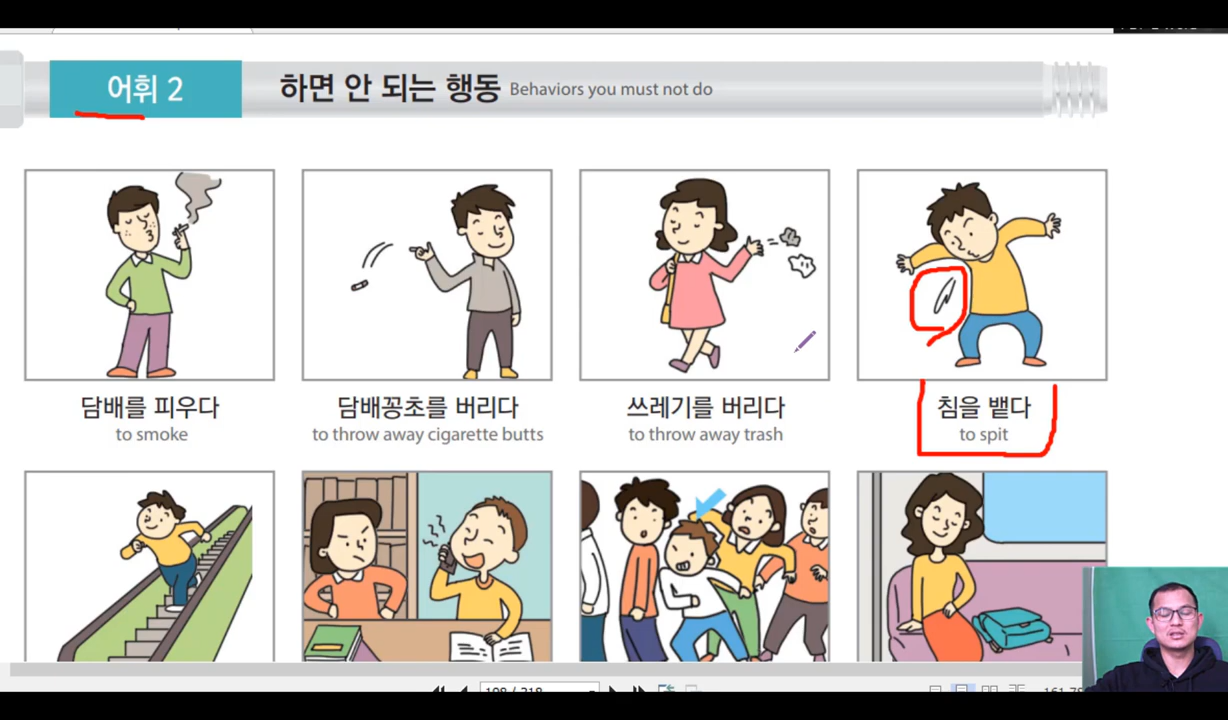 어휘 2
하면 안 되는 행동 Behaviors you must not do
담배를 피우다
to smoke
담배꽁초를 버리다
to throw away cigarette butts
쓰레기를 버리다
to throw away trash
침을 뱉다
to spit